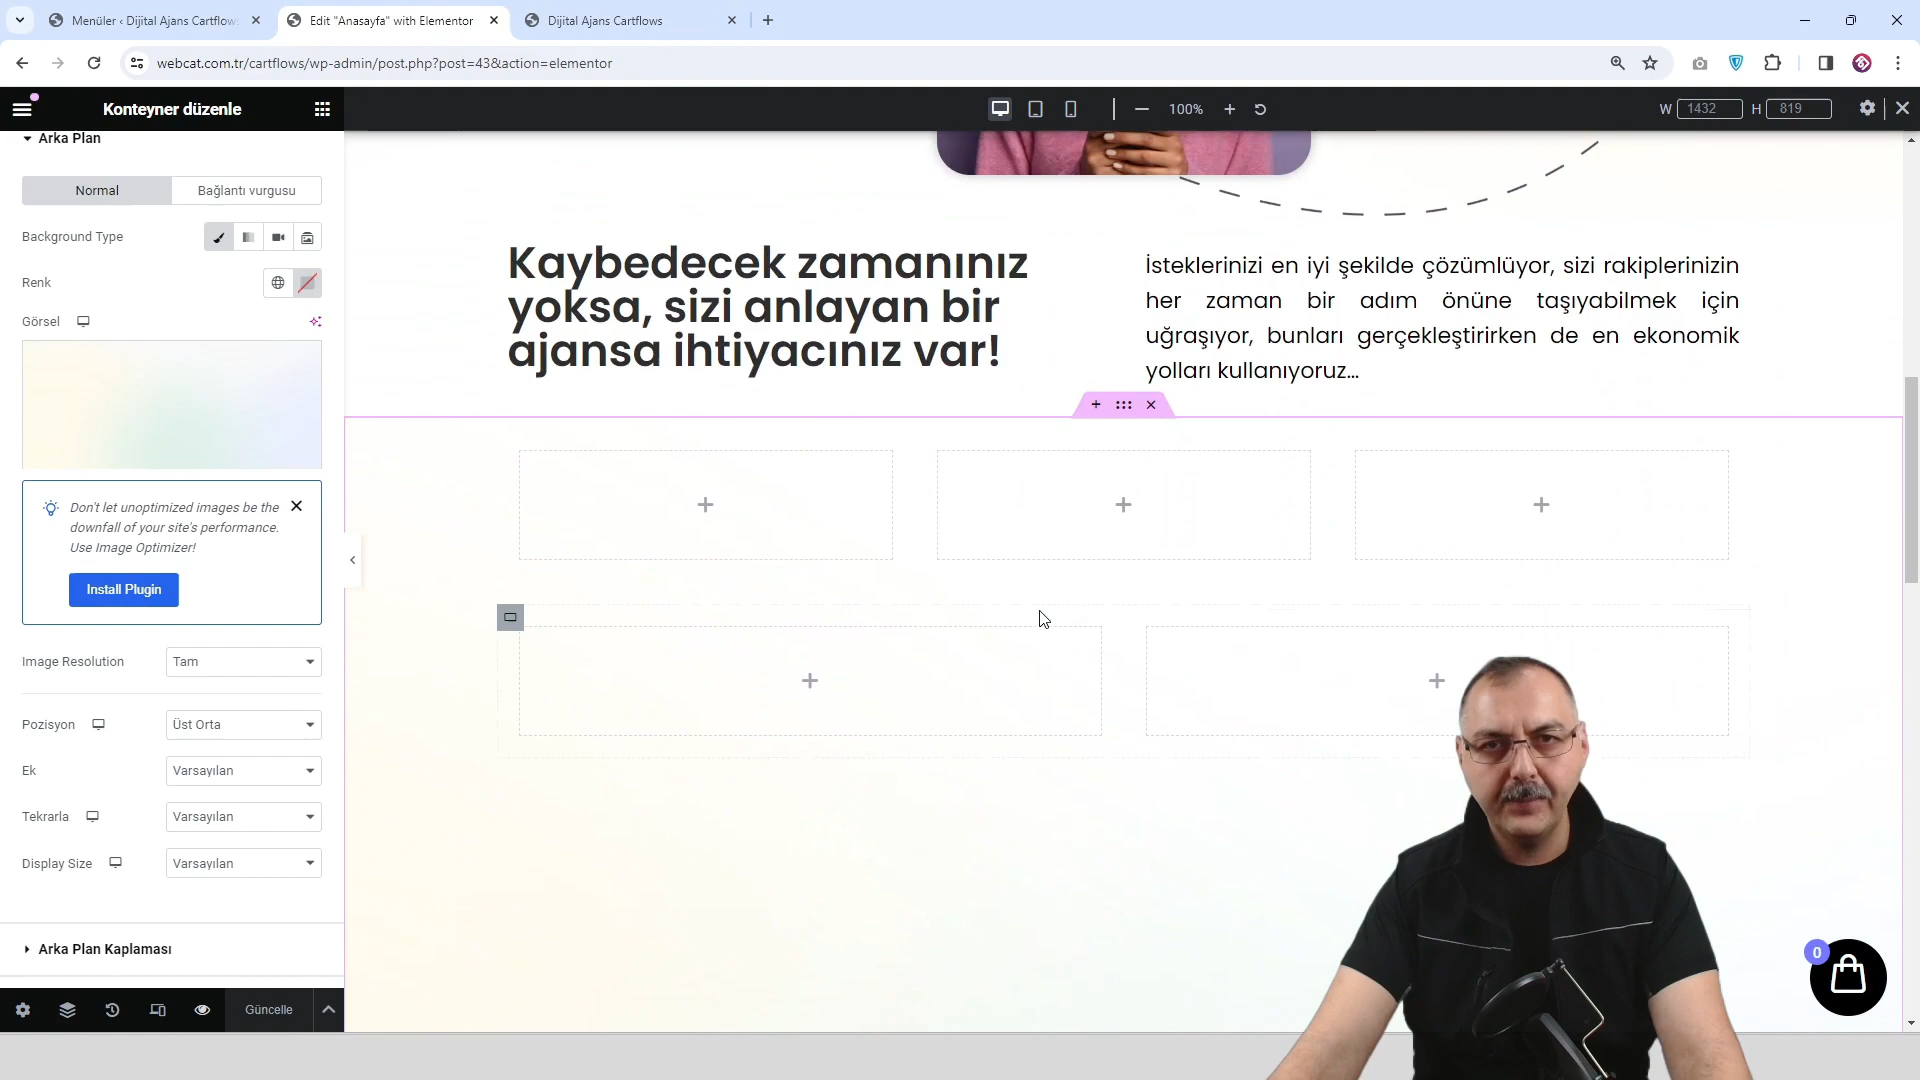 Menüler ‹ Dijital Ajans Cartflow
Edit "Anasayfa" with Elementor
Dijital Ajans Cartflows
webcat.com.tr/cartflows/wp-admin/post.php?post=43&action=elementor
Konteyner düzenle
100%
W 1432 H 819
Arka Plan
Normal
Bağlantı vurgusu
Background Type
Renk
Görsel
Don't let unoptimized images be the
downfall of your site's performance.
Use Image Optimizer!
Install Plugin
Image Resolution
Tam
Pozisyon
Üst Orta
Ek
Varsayılan
Tekrarla
Varsayılan
Display Size
Varsayılan
Arka Plan Kaplaması
Güncelle
Kaybedecek zamanınız
yoksa, sizi anlayan bir
ajansa ihtiyacınız var!
İsteklerinizi en iyi şekilde çözümlüyor, sizi rakiplerinizin
her zaman bir adım önüne taşıyabilmek için
uğraşıyor, bunları gerçekleştirirken de en ekonomik
yolları kullanıyoruz...
0